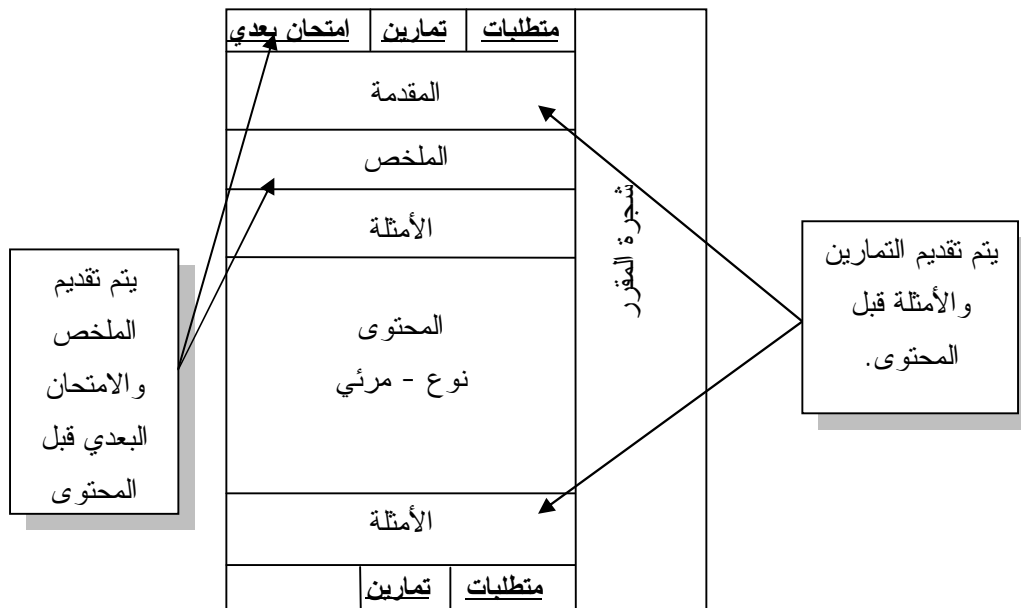 متطلبات تمارين امتحان بعدي
المقدمة
الملخص
الأمثلة
المحتوى
نوع - مرئي
الأمثلة
متطلبات تمارين
شجرة المقرر
يتم تقديم التمارين
والأمثلة قبل
المحتوى.
يتم تقديم
الملخص
والامتحان
البعدي قبل
المحتوى